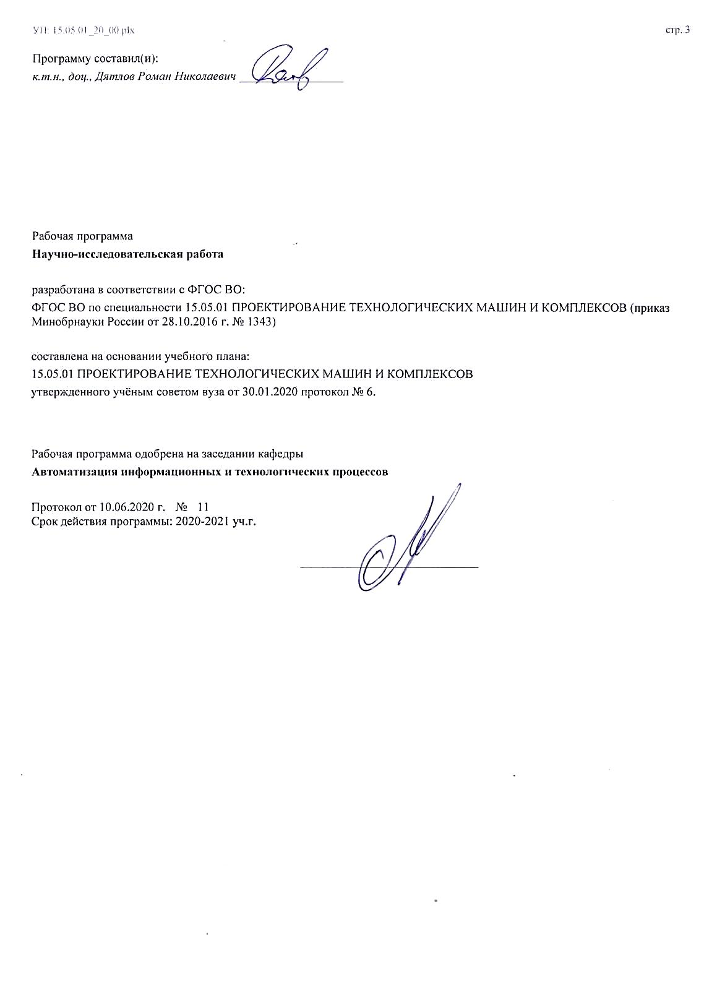 УП: 15.05.01_20_00.plx
стр. 3
Программу составил(и):
к.т.н., доц., Дятлов Роман Николаевич
Рабочая программа
Научно-исследовательская работа
разработана в соответствии с ФГОС ВО:
ФГОС ВО по специальности 15.05.01 ПРОЕКТИРОВАНИЕ ТЕХНОЛОГИЧЕСКИХ МАШИН И КОМПЛЕКСОВ (приказ
Минобрнауки России от 28.10.2016 г. № 1343)
составлена на основании учебного плана:
15.05.01 ПРОЕКТИРОВАНИЕ ТЕХНОЛОГИЧЕСКИХ МАШИН И КОМПЛЕКСОВ
утвержденного учёным советом вуза от 30.01.2020 протокол № 6.
Рабочая программа одобрена на заседании кафедры
Автоматизация информационных и технологических процессов
Протокол от 10.06.2020 г. № 11
Срок действия программы: 2020-2021 уч.г.